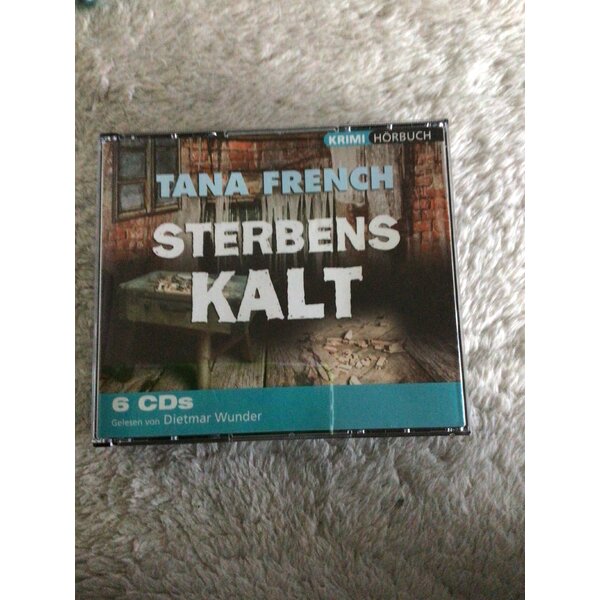 KRIMI HÖRBUCH
TANA FRENCH
STERBENS
KALT
6 CDs
Gelesen von Dietmar Wunder